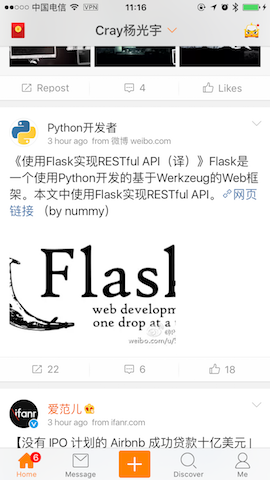 中国电信 VPN 11:16
Cray杨光宇
Repost 4 Likes
Python开发者
3 hour ago from 微博 weibo.com
《使用Flask实现RESTful API（译）》Flask是
一个使用Python开发的基于Werkzeug的Web框
架。本文中使用Flask实现RESTful API。网页
链接 （by nummy）
Flask
web developm
one drop at a
weibo.com/u/
22 6 18
ifanr
爱范儿
3 hour ago from ifanr.com
【没有 IPO 计划的 Airbnb 成功贷款十亿美元 |
6
Home Message Discover Me